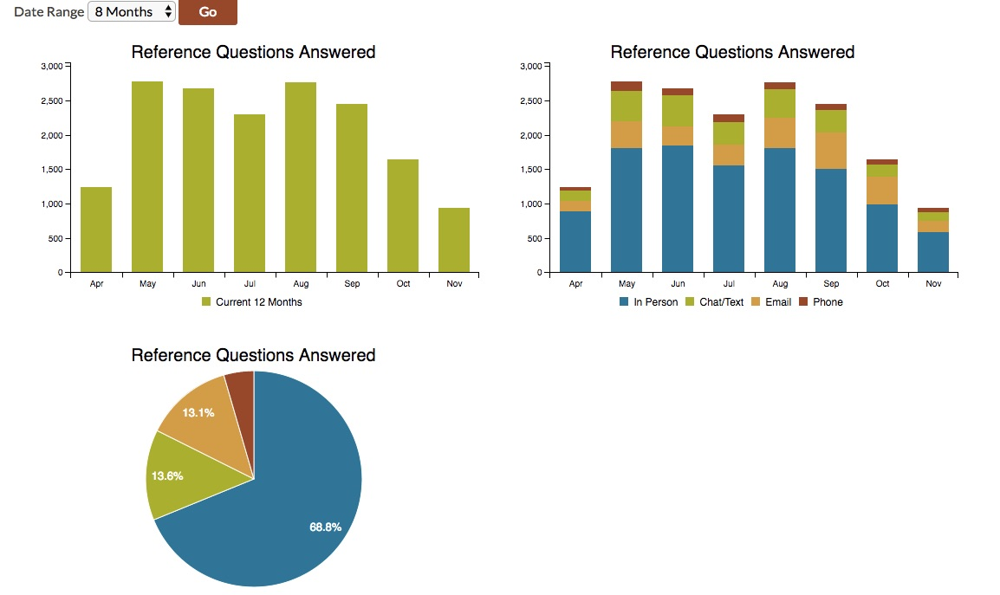 Date Range 8 Months Go
Reference Questions Answered
3,000
2,500
2,000
1,500
1,000
500
0
Apr May Jun Jul Aug Sep Oct Nov
Current 12 Months
Reference Questions Answered
3,000
2,500
2,000
1,500
1,000
500
0
Apr May Jun Jul Aug Sep Oct Nov
In Person Chat/Text Email Phone
Reference Questions Answered
13.1%
13.6%
68.8%